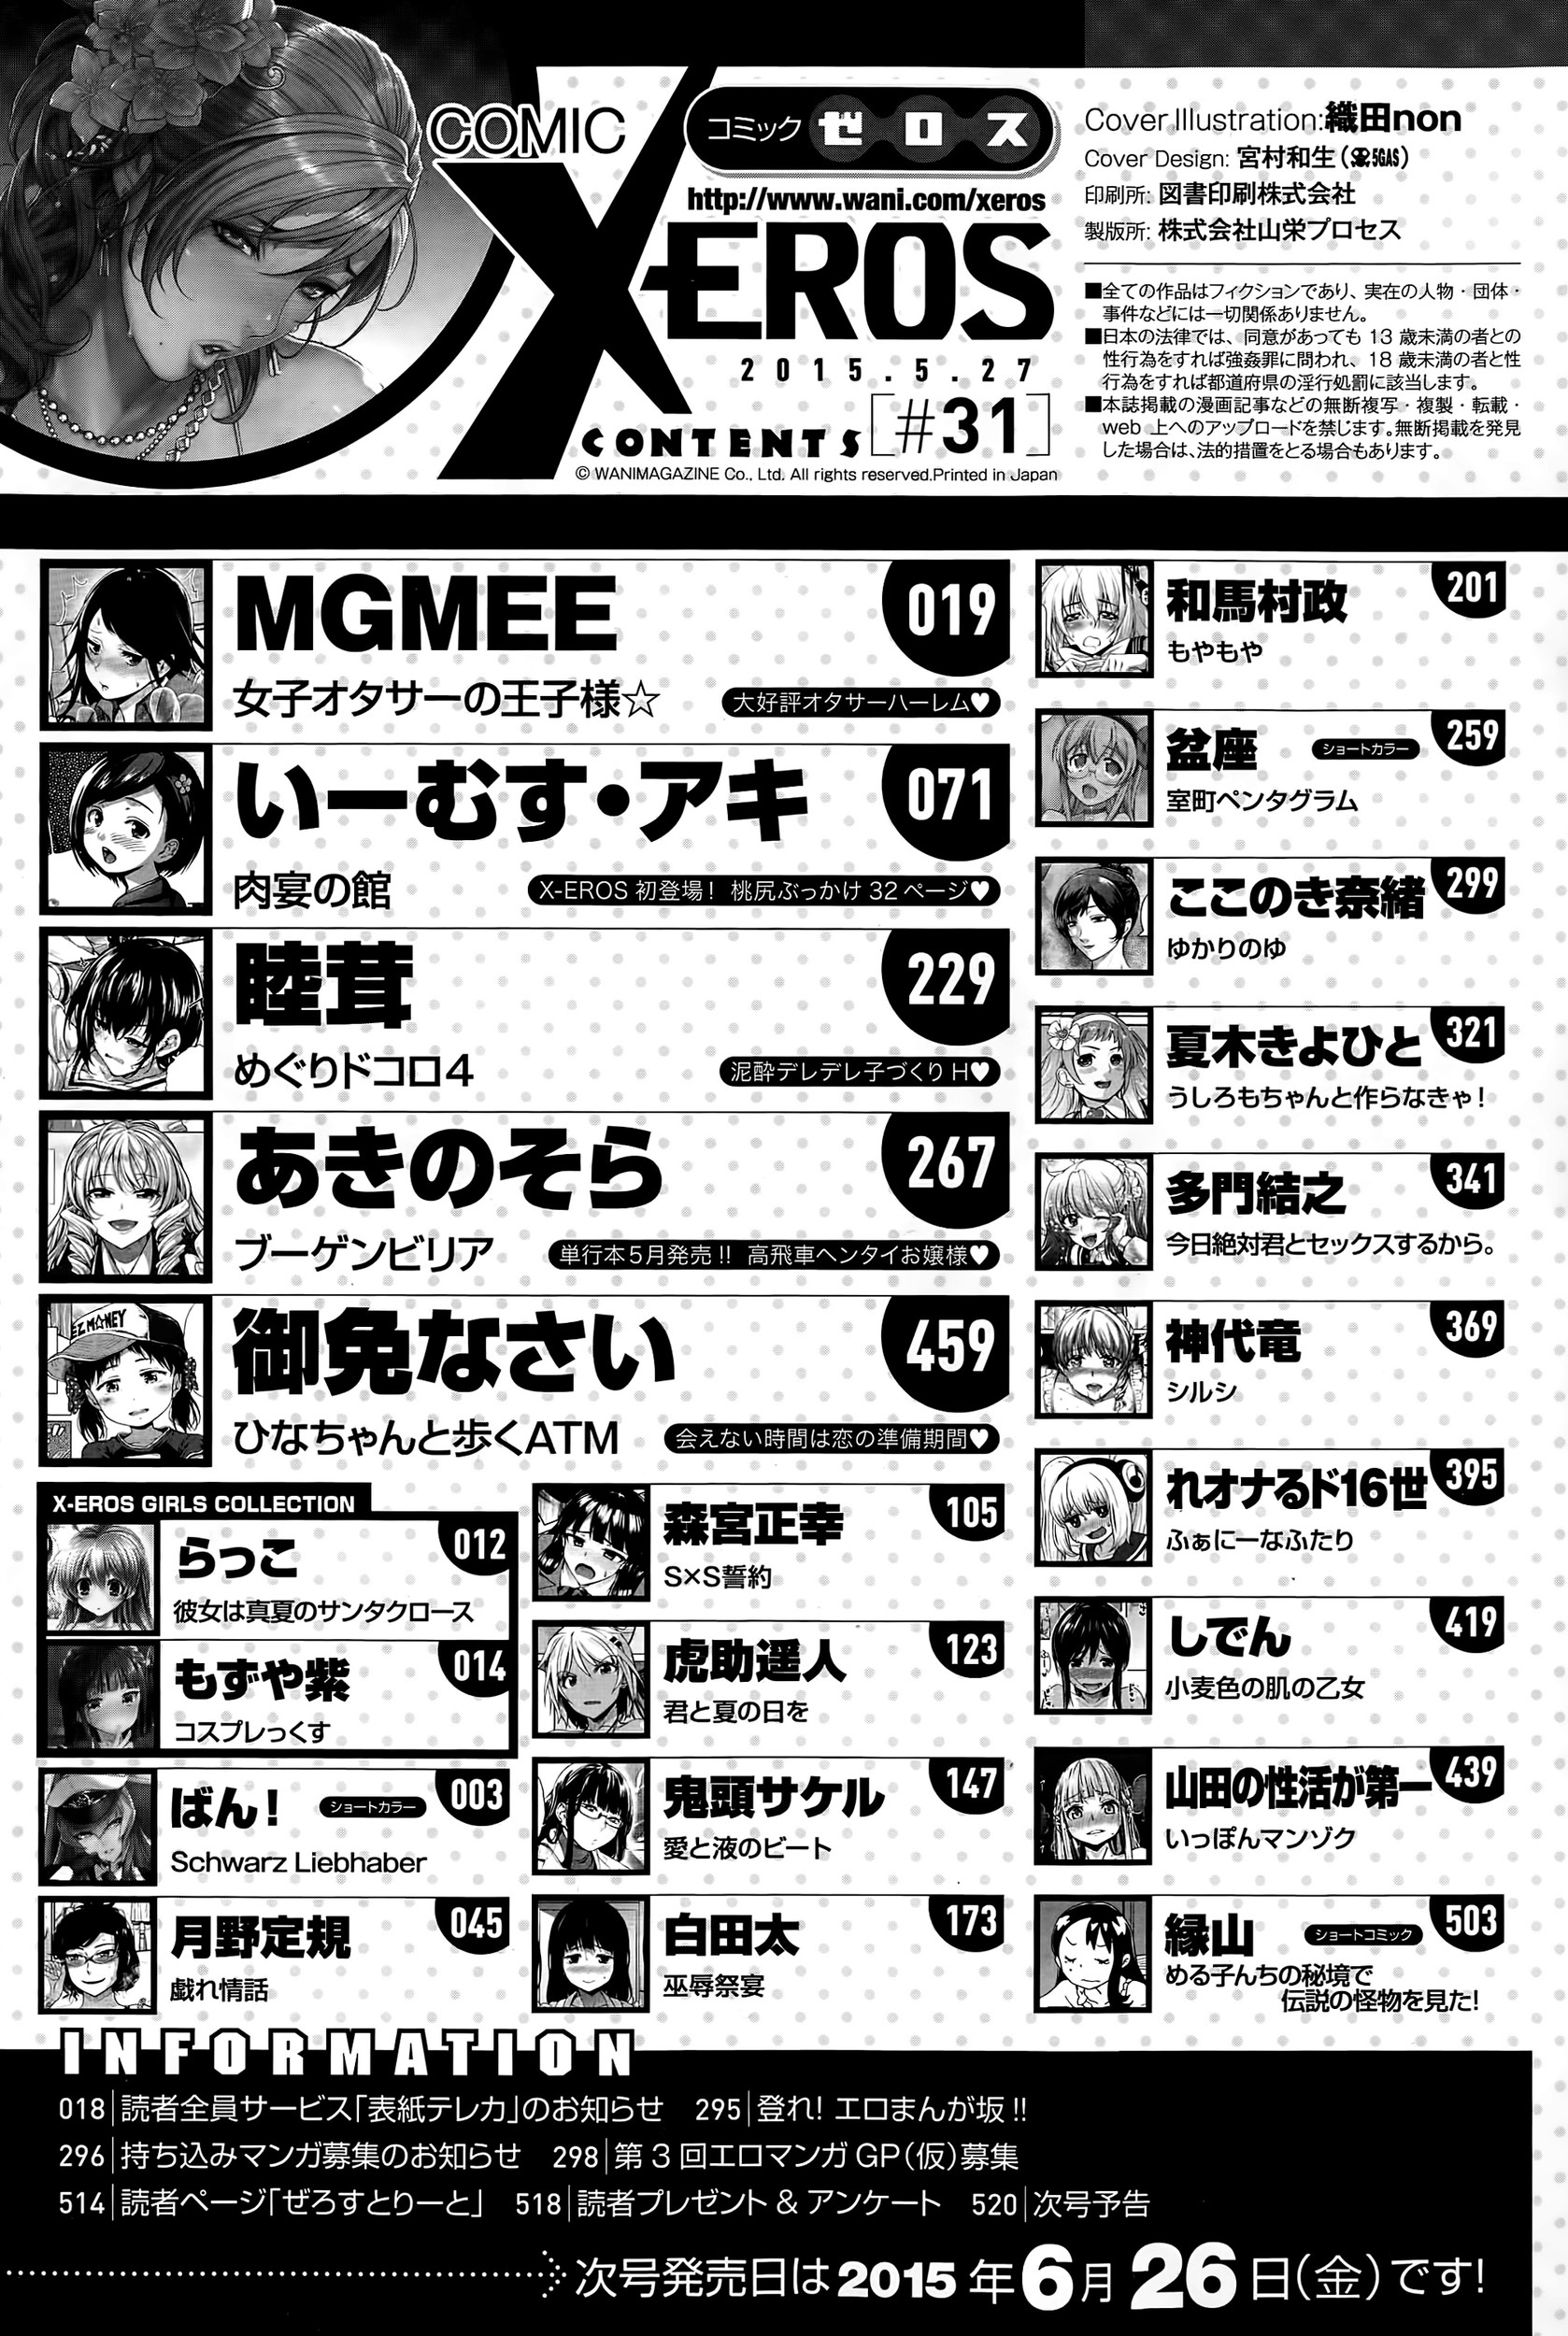 COMIC
コミック ゼロス
http://www.wani.com/xeros
X-EROS
2015.5.27
CONTENTS [#31]
© WANIMAGAZINE Co., Ltd. All rights reserved.Printed in Japan
Cover Illustration:織田non
Cover Design: 宮村和生(5GAS)
印刷所: 図書印刷株式会社
製版所: 株式会社山栄プロセス
■全ての作品はフィクションであり、実在の人物・団体・
事件などには一切関係ありません。
■日本の法律では、同意があっても 13 歳未満の者との
性行為をすれば強姦罪に問われ、18 歳未満の者と性
行為をすれば都道府県の淫行処罰に該当します。
■本誌掲載の漫画記事などの無断複写・複製・転載・
web 上へのアップロードを禁じます。無断掲載を発見
した場合は、法的措置をとる場合もあります。
MGMEE 019
女子オタサーの王子様☆ 大好評オタサーハーレム♥
いーむす・アキ 071
肉宴の館 X-EROS 初登場! 桃尻ぶっかけ 32 ページ♥
睦茸 229
めぐりドコロ4 泥酔デレデレ子づくり H♥
あきのそら 267
ブーゲンビリア 単行本5月発売!! 高飛車ヘンタイお嬢様♥
EZ M☆NEY
御免なさい 459
ひなちゃんと歩くATM 会えない時間は恋の準備期間♥
X-EROS GIRLS COLLECTION
らっこ 012
彼女は真夏のサンタクロース
もずや紫 014
コスプレっくす
ばん! ショートカラー 003
Schwarz Liebhaber
月野定規 045
戯れ情話
森宮正幸 105
S×S誓約
虎助遥人 123
君と夏の日を
鬼頭サケル 147
愛と液のビート
白田太 173
巫辱祭宴
和馬村政 201
もやもや
盆座 ショートカラー 259
室町ペンタグラム
ここのき奈緒 299
ゆかりのゆ
夏木きよひと 321
うしろもちゃんと作らなきゃ!
多門結之 341
今日絶対君とセックスするから。
神代竜 369
シルシ
れオナるド16世 395
ふぁにーなふたり
しでん 419
小麦色の肌の乙女
山田の性活が第一 439
いっぽんマンゾク
縁山 ショートコミック 503
める子んちの秘境で
伝説の怪物を見た!
INFORMATION
018|読者全員サービス「表紙テレカ」のお知らせ 295|登れ! エロまんが坂!!
296|持ち込みマンガ募集のお知らせ 298|第3回エロマンガGP(仮)募集
514|読者ページ「ぜろすとりーと」 518|読者プレゼント & アンケート 520|次号予告
次号発売日は 2015 年 6 月 26 日(金)です!